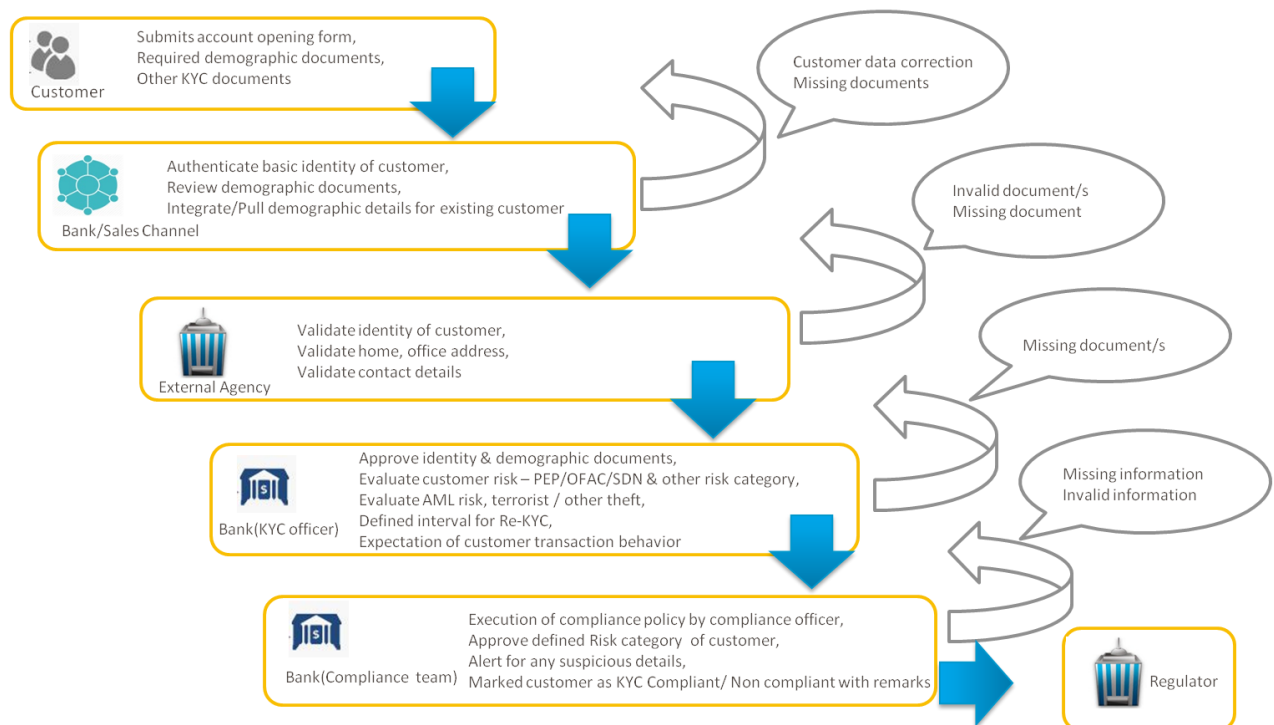 Submits account opening form,
Required demographic documents,
Other KYC documents
Customer
Customer data correction
Missing documents
Authenticate basic identity of customer,
Review demographic documents,
Integrate/Pull demographic details for existing customer
Bank/Sales Channel
Invalid document/s
Missing document
Validate identity of customer,
Validate home, office address,
Validate contact details
External Agency
Missing document/s
Approve identity & demographic documents,
Evaluate customer risk – PEP/OFAC/SDN & other risk category,
Evaluate AML risk, terrorist / other theft,
Defined interval for Re-KYC,
Expectation of customer transaction behavior
Bank(KYC officer)
Missing information
Invalid information
Execution of compliance policy by compliance officer,
Approve defined Risk category of customer,
Alert for any suspicious details,
Marked customer as KYC Compliant/ Non compliant with remarks
Bank(Compliance team)
Regulator